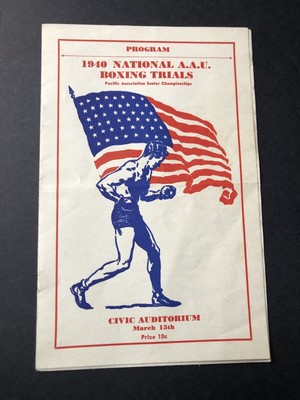 PROGRAM
1940 NATIONAL A.A.U.
BOXING TRIALS
Pacific Association Senior Championships
CIVIC AUDITORIUM
March 15th
Price 10c